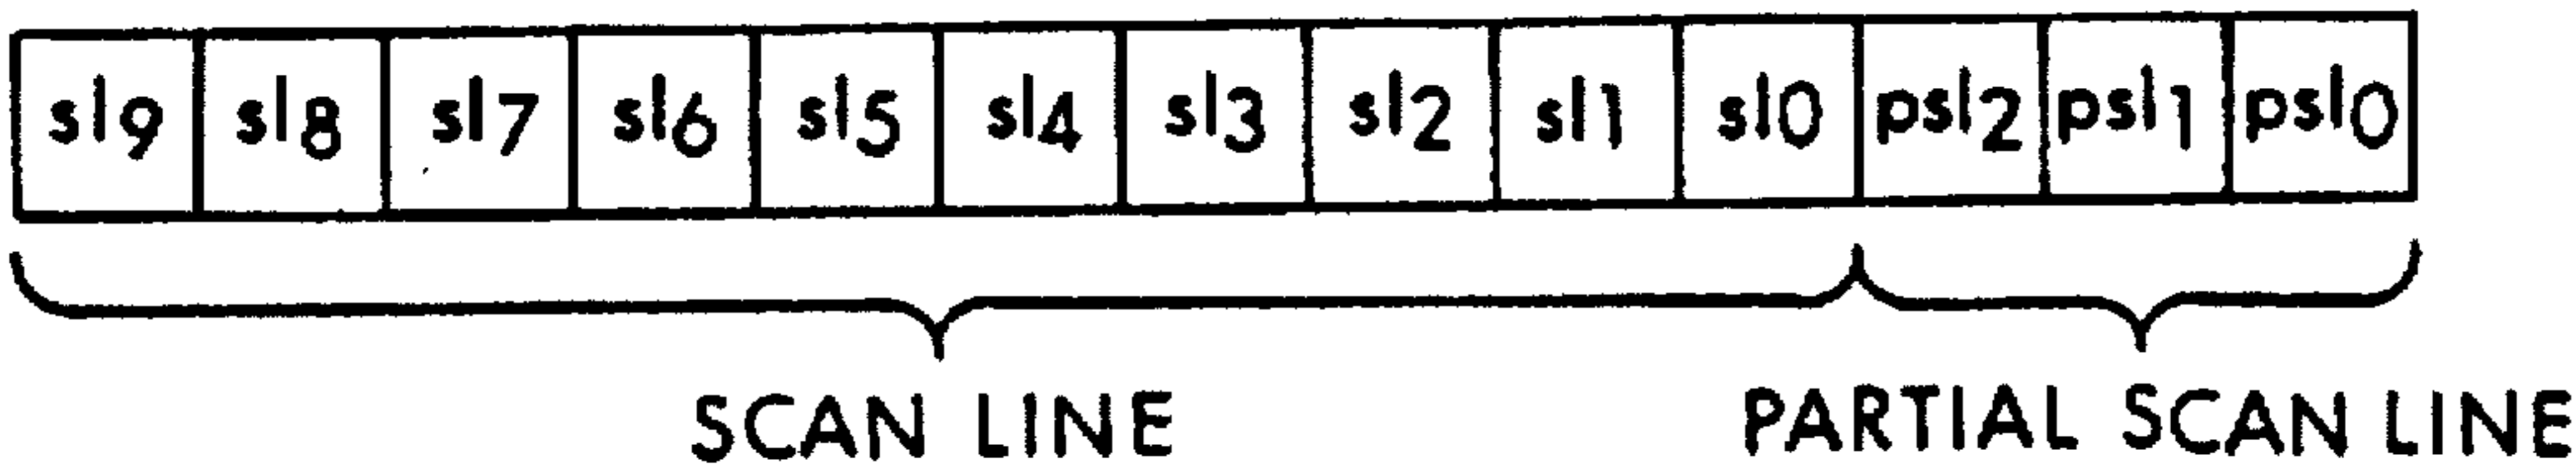 sl9 sl8 sl7 sl6 sl5 sl4 sl3 sl2 sl1 sl0 psl2 psl1 psl0
SCAN LINE PARTIAL SCAN LINE